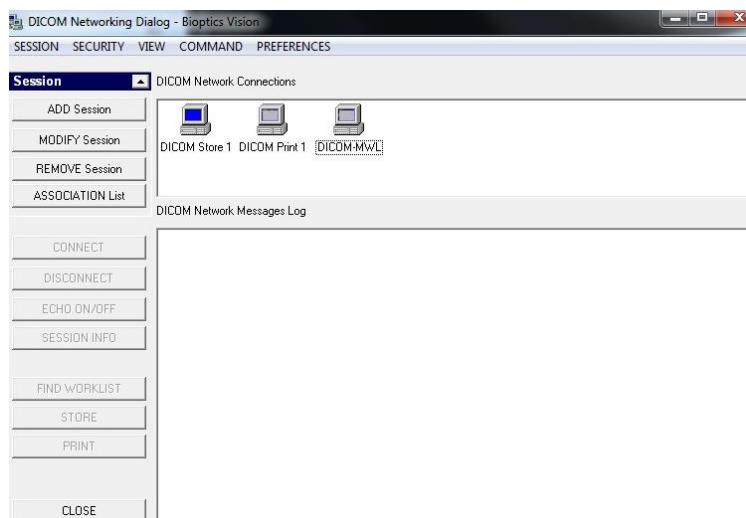 DICOM Networking Dialog - Bioptics Vision
SESSION SECURITY VIEW COMMAND PREFERENCES
Session
DICOM Network Connections
ADD Session
MODIFY Session
REMOVE Session
ASSOCIATION List
DICOM Store 1 DICOM Print 1 DICOM-MWL
DICOM Network Messages Log
CONNECT
DISCONNECT
ECHO ON/OFF
SESSION INFO
FIND WORKLIST
STORE
PRINT
CLOSE